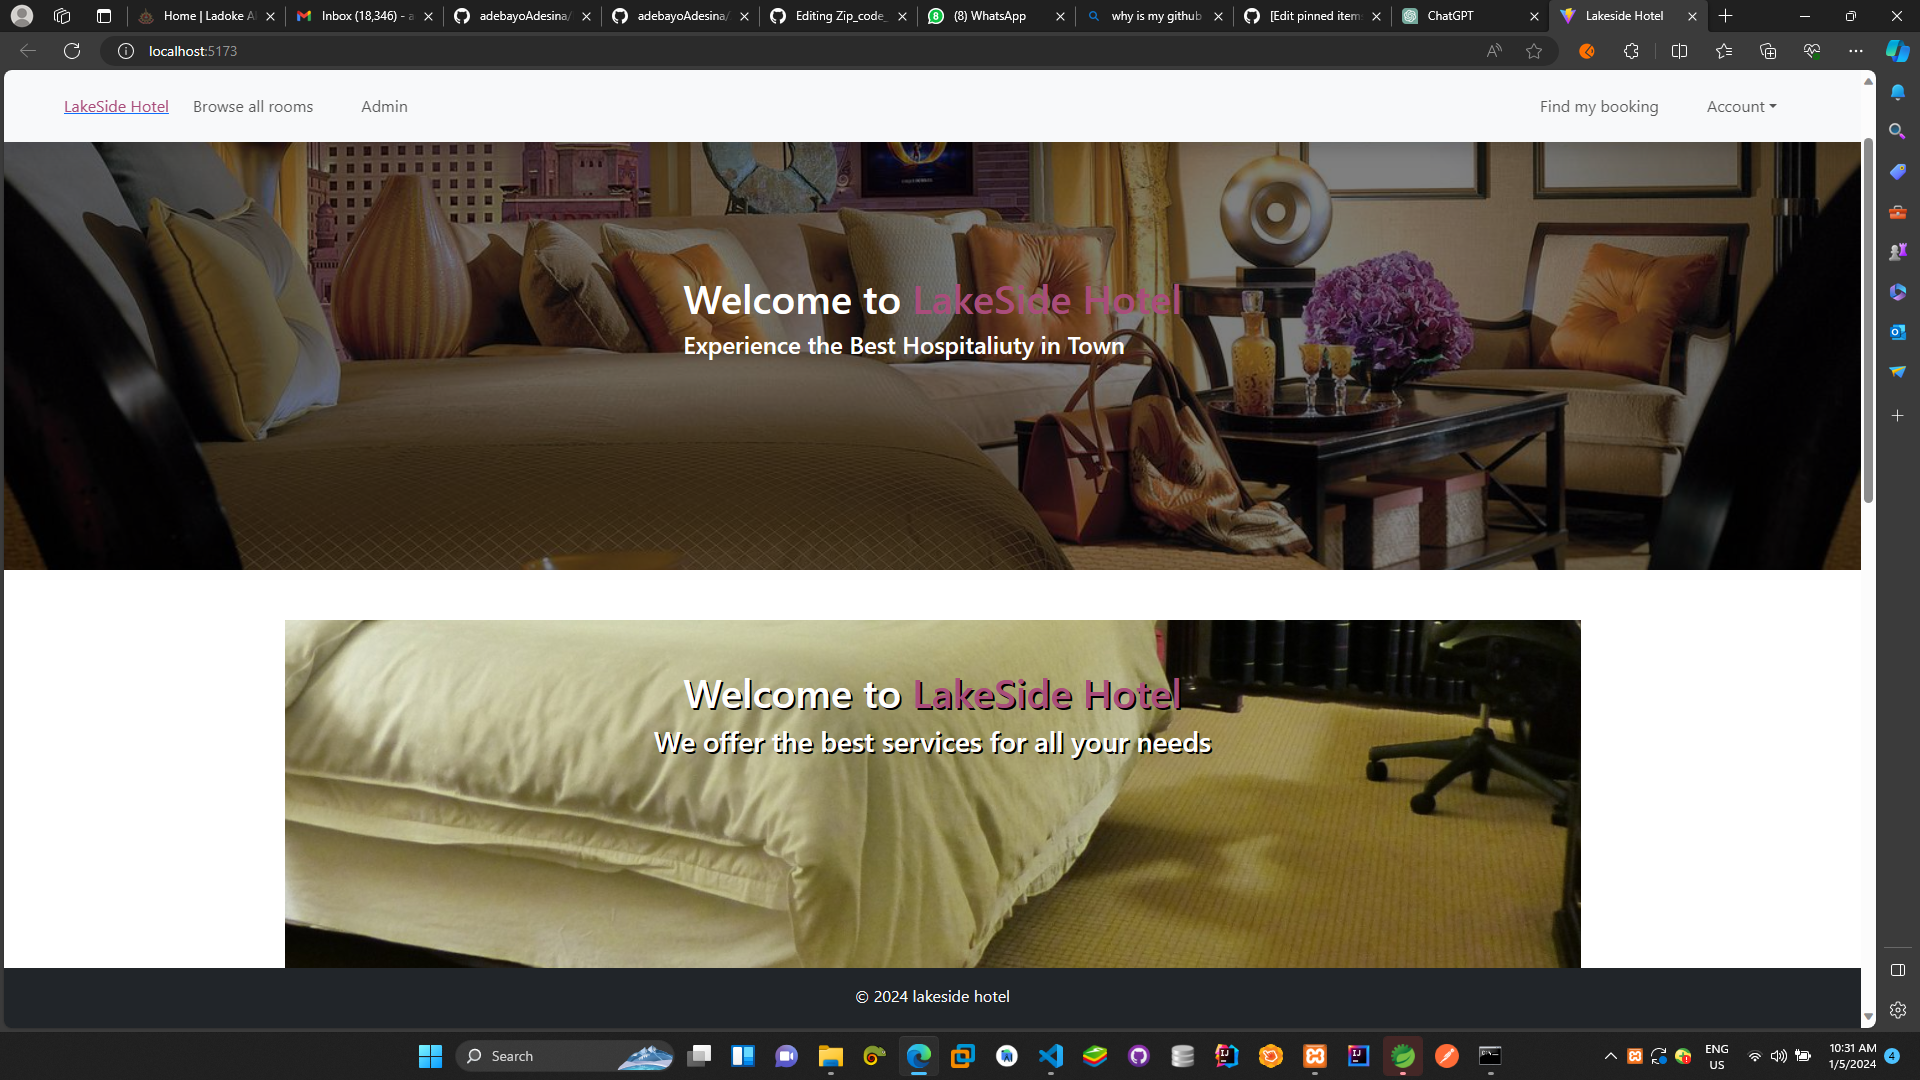 Home | Ladoke A
Inbox (18,346) - a
adebayoAdesina/
adebayoAdesina/
Editing Zip_code_
(8) WhatsApp
why is my github
[Edit pinned item
ChatGPT
Lakeside Hotel
localhost:5173
LakeSide Hotel
Browse all rooms
Admin
Find my booking
Account
Welcome to LakeSide Hotel
Experience the Best Hospitaliuty in Town
Welcome to LakeSide Hotel
We offer the best services for all your needs
© 2024 lakeside hotel
Search
ENG
US
10:31 AM
1/5/2024
4